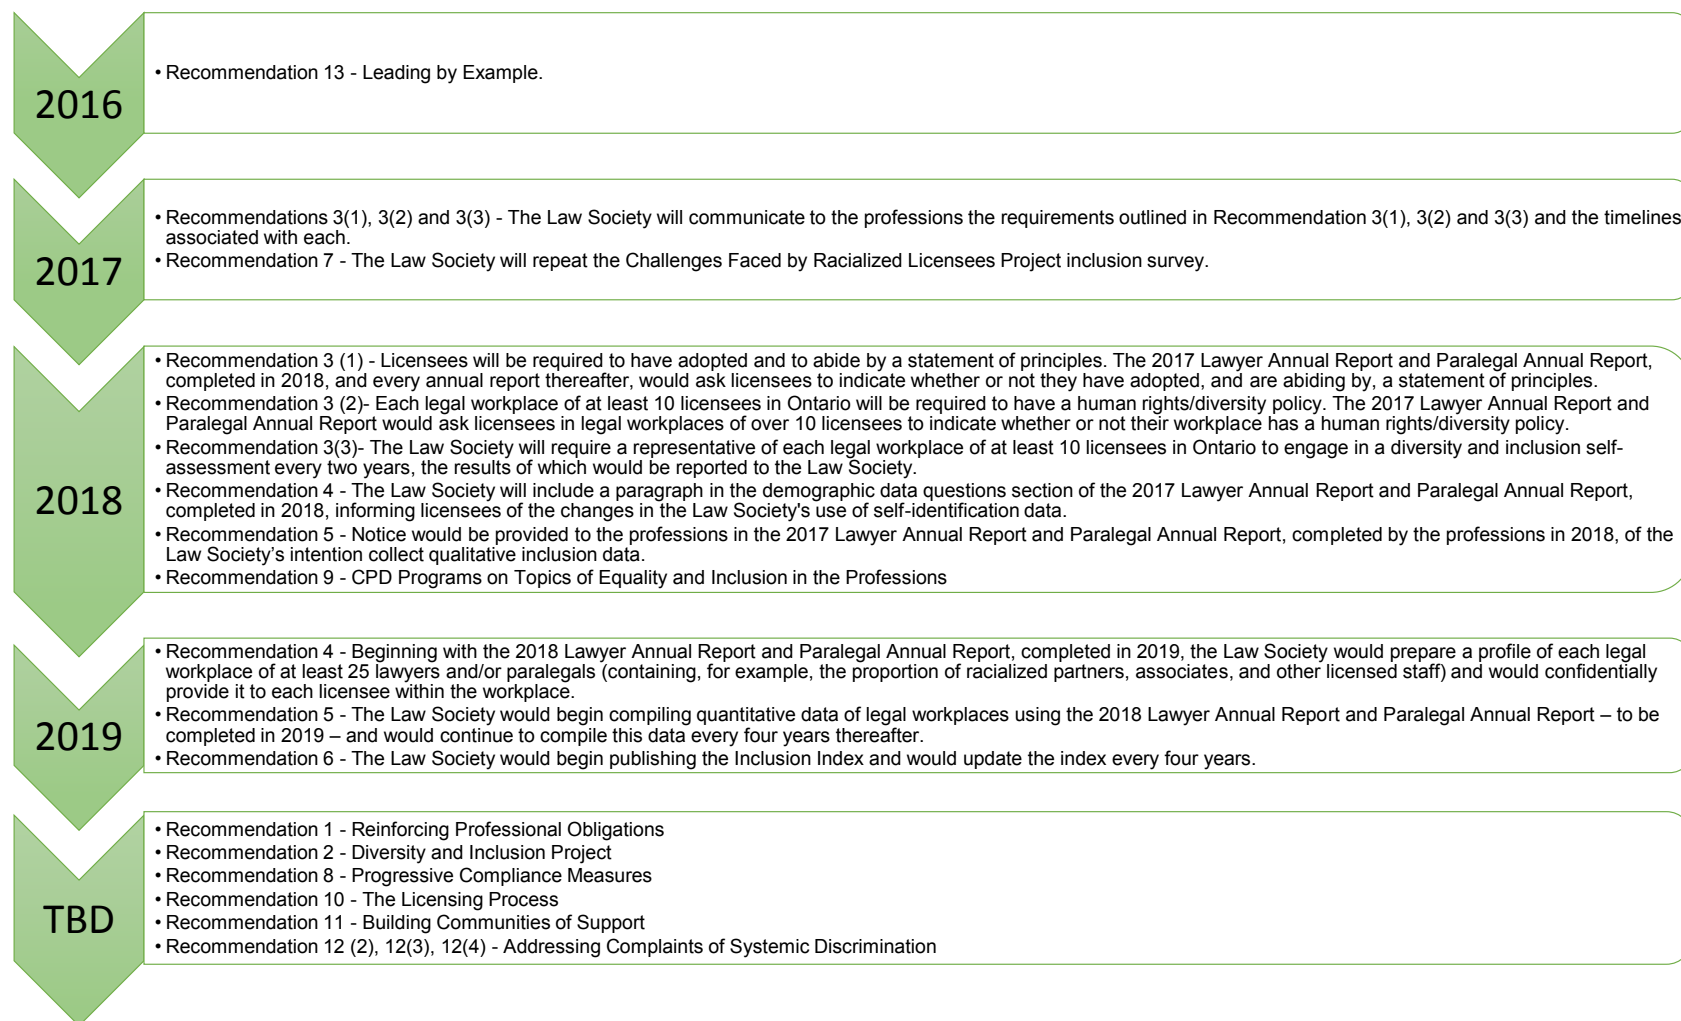 2016
• Recommendation 13 - Leading by Example.
2017
• Recommendations 3(1), 3(2) and 3(3) - The Law Society will communicate to the professions the requirements outlined in Recommendation 3(1), 3(2) and 3(3) and the timelines
associated with each.
• Recommendation 7 - The Law Society will repeat the Challenges Faced by Racialized Licensees Project inclusion survey.
2018
• Recommendation 3 (1) - Licensees will be required to have adopted and to abide by a statement of principles. The 2017 Lawyer Annual Report and Paralegal Annual Report,
completed in 2018, and every annual report thereafter, would ask licensees to indicate whether or not they have adopted, and are abiding by, a statement of principles.
• Recommendation 3 (2)- Each legal workplace of at least 10 licensees in Ontario will be required to have a human rights/diversity policy. The 2017 Lawyer Annual Report and
Paralegal Annual Report would ask licensees in legal workplaces of over 10 licensees to indicate whether or not their workplace has a human rights/diversity policy.
• Recommendation 3(3)- The Law Society will require a representative of each legal workplace of at least 10 licensees in Ontario to engage in a diversity and inclusion self-
assessment every two years, the results of which would be reported to the Law Society.
• Recommendation 4 - The Law Society will include a paragraph in the demographic data questions section of the 2017 Lawyer Annual Report and Paralegal Annual Report,
completed in 2018, informing licensees of the changes in the Law Society's use of self-identification data.
• Recommendation 5 - Notice would be provided to the professions in the 2017 Lawyer Annual Report and Paralegal Annual Report, completed by the professions in 2018, of the
Law Society’s intention collect qualitative inclusion data.
• Recommendation 9 - CPD Programs on Topics of Equality and Inclusion in the Professions
2019
• Recommendation 4 - Beginning with the 2018 Lawyer Annual Report and Paralegal Annual Report, completed in 2019, the Law Society would prepare a profile of each legal
workplace of at least 25 lawyers and/or paralegals (containing, for example, the proportion of racialized partners, associates, and other licensed staff) and would confidentially
provide it to each licensee within the workplace.
• Recommendation 5 - The Law Society would begin compiling quantitative data of legal workplaces using the 2018 Lawyer Annual Report and Paralegal Annual Report – to be
completed in 2019 – and would continue to compile this data every four years thereafter.
• Recommendation 6 - The Law Society would begin publishing the Inclusion Index and would update the index every four years.
TBD
• Recommendation 1 - Reinforcing Professional Obligations
• Recommendation 2 - Diversity and Inclusion Project
• Recommendation 8 - Progressive Compliance Measures
• Recommendation 10 - The Licensing Process
• Recommendation 11 - Building Communities of Support
• Recommendation 12 (2), 12(3), 12(4) - Addressing Complaints of Systemic Discrimination